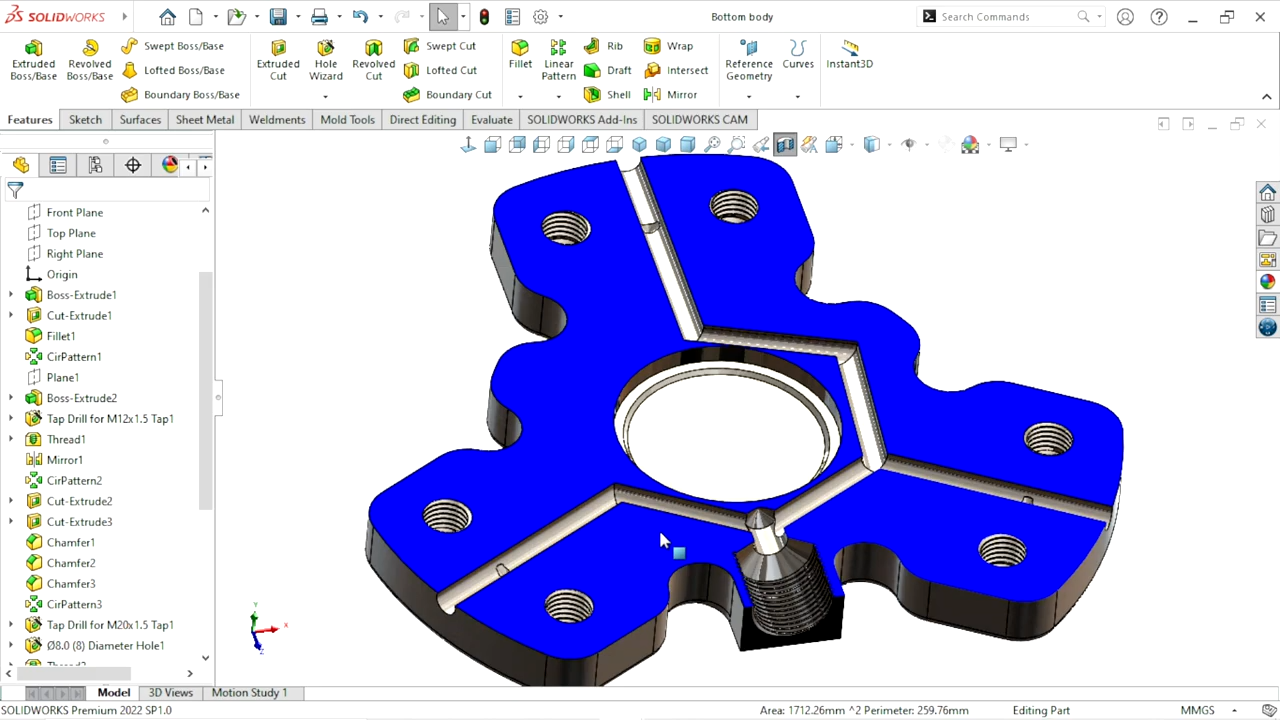 SOLIDWORKS
Bottom body
Search Commands
Extruded Boss/Base
Revolved Boss/Base
Swept Boss/Base
Lofted Boss/Base
Boundary Boss/Base
Extruded Cut
Hole Wizard
Revolved Cut
Swept Cut
Lofted Cut
Boundary Cut
Fillet
Linear Pattern
Rib
Draft
Shell
Wrap
Intersect
Mirror
Reference Geometry
Curves
Instant3D
Features
Sketch
Surfaces
Sheet Metal
Weldments
Mold Tools
Direct Editing
Evaluate
SOLIDWORKS Add-Ins
SOLIDWORKS CAM
Front Plane
Top Plane
Right Plane
Origin
Boss-Extrude1
Cut-Extrude1
Fillet1
CirPattern1
Plane1
Boss-Extrude2
Tap Drill for M12x1.5 Tap1
Thread1
Mirror1
CirPattern2
Cut-Extrude2
Cut-Extrude3
Chamfer1
Chamfer2
Chamfer3
CirPattern3
Tap Drill for M20x1.5 Tap1
Ø8.0 (8) Diameter Hole1
Y
X
Z
Model
3D Views
Motion Study 1
SOLIDWORKS Premium 2022 SP1.0
Area: 1712.26mm ^2 Perimeter: 259.76mm
Editing Part
MMGS